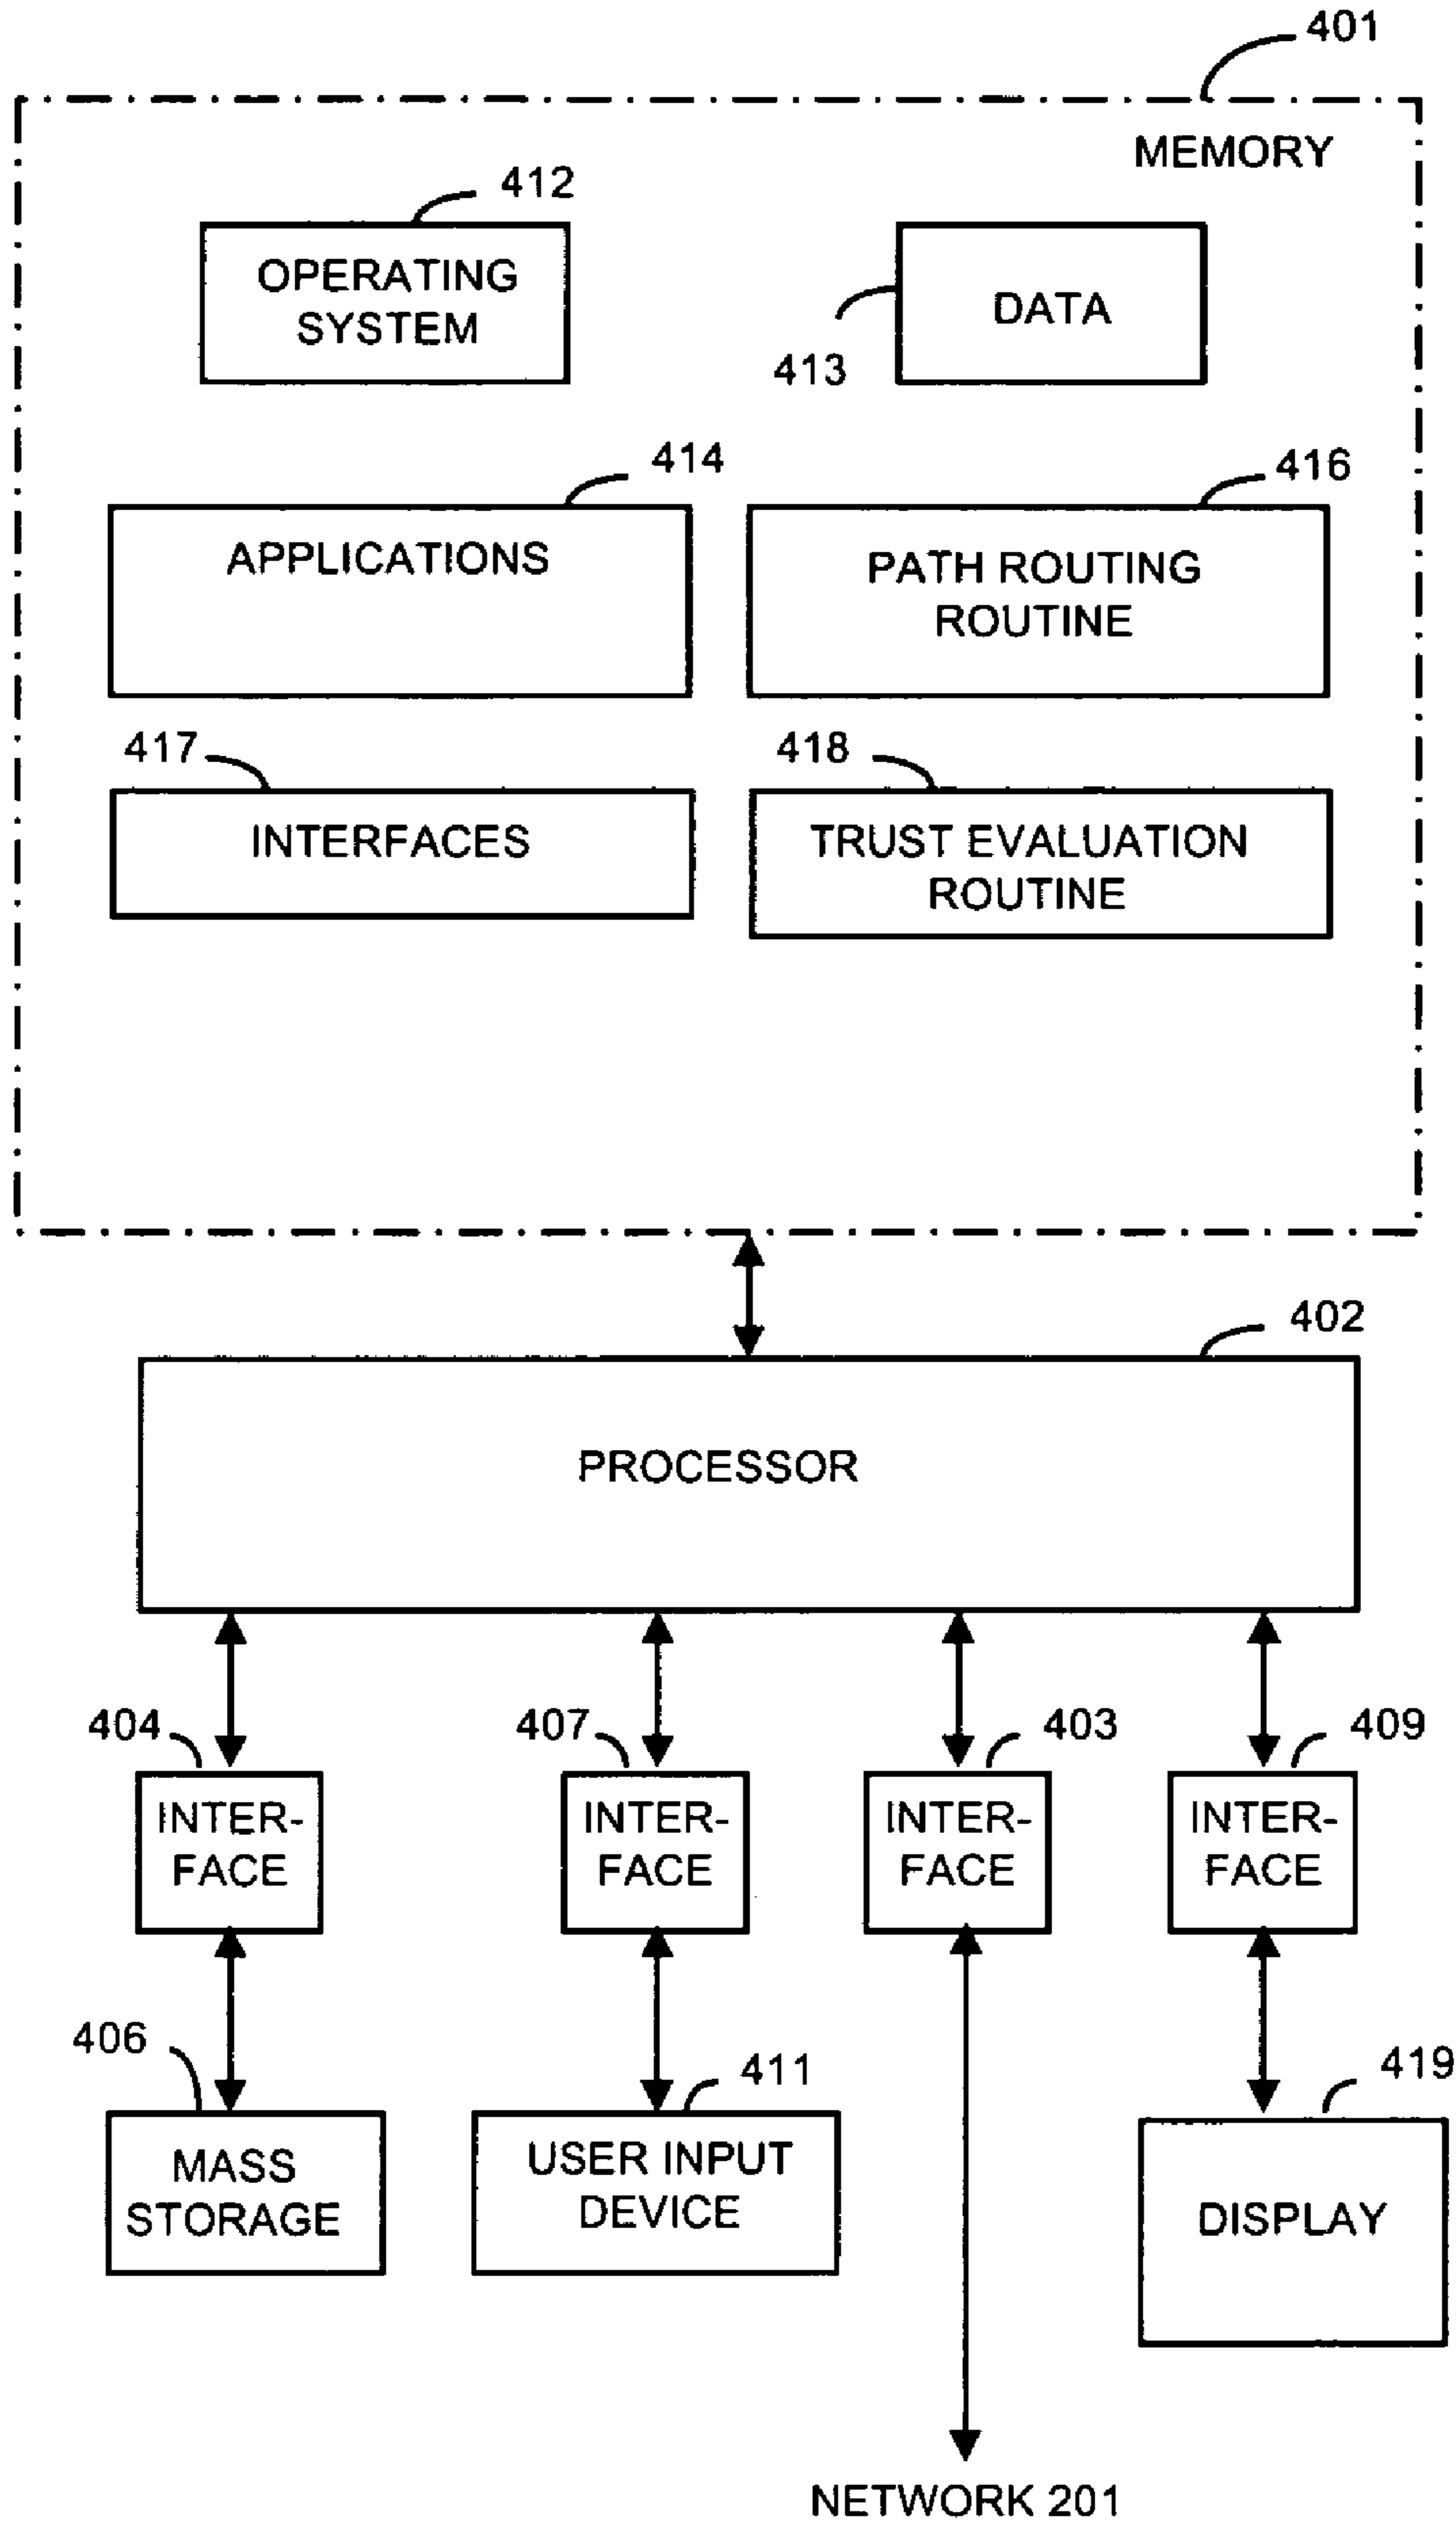 401
MEMORY
412
OPERATING
SYSTEM
DATA
413
414
APPLICATIONS
416
PATH ROUTING
ROUTINE
417
INTERFACES
418
TRUST EVALUATION
ROUTINE
402
PROCESSOR
404
407
403
409
INTER-
FACE
INTER-
FACE
INTER-
FACE
INTER-
FACE
406
MASS
STORAGE
411
USER INPUT
DEVICE
419
DISPLAY
NETWORK 201